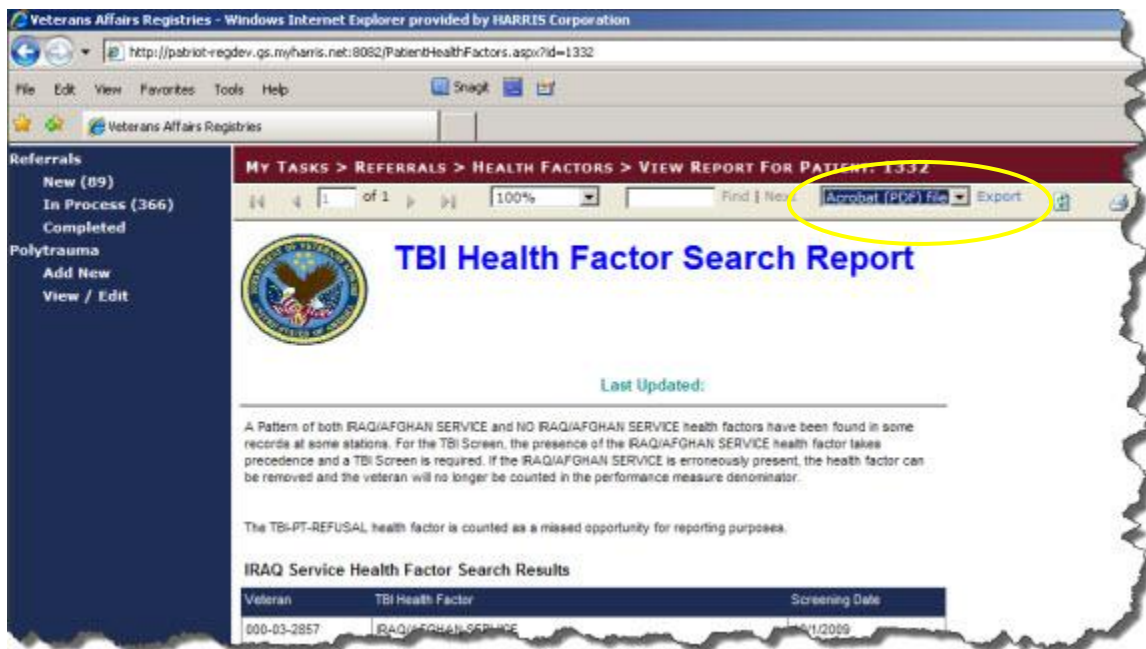 Veterans Affairs Registries - Windows Internet Explorer provided by HARRIS Corporation
http://patriot-regdev.gs.myharris.net:8082/PatientHealthFactors.aspx?id=1332
File Edit View Favorites Tools Help SnagIt
Veterans Affairs Registries
Referrals
New (89)
In Process (366)
Completed
Polytrauma
Add New
View / Edit
MY TASKS > REFERRALS > HEALTH FACTORS > VIEW REPORT FOR PATIENT: 1332
1 of 1 100% Find | Next Acrobat (PDF) file Export
TBI Health Factor Search Report
Last Updated:
A Pattern of both IRAQ/AFGHAN SERVICE and NO IRAQ/AFGHAN SERVICE health factors have been found in some
records at some stations. For the TBI Screen, the presence of the IRAQ/AFGHAN SERVICE health factor takes
precedence and a TBI Screen is required. If the IRAQ/AFGHAN SERVICE is erroneously present, the health factor can
be removed and the veteran will no longer be counted in the performance measure denominator.
The TBI-PT-REFUSAL health factor is counted as a missed opportunity for reporting purposes.
IRAQ Service Health Factor Search Results
Veteran TBI Health Factor Screening Date
000-03-2857 IRAQ/AFGHAN SERVICE